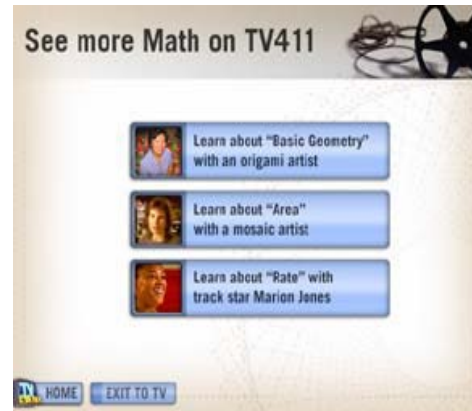 See more Math on TV411
Learn about "Basic Geometry"
with an origami artist
Learn about "Area"
with a mosaic artist
Learn about "Rate" with
track star Marion Jones
HOME
EXIT TO TV